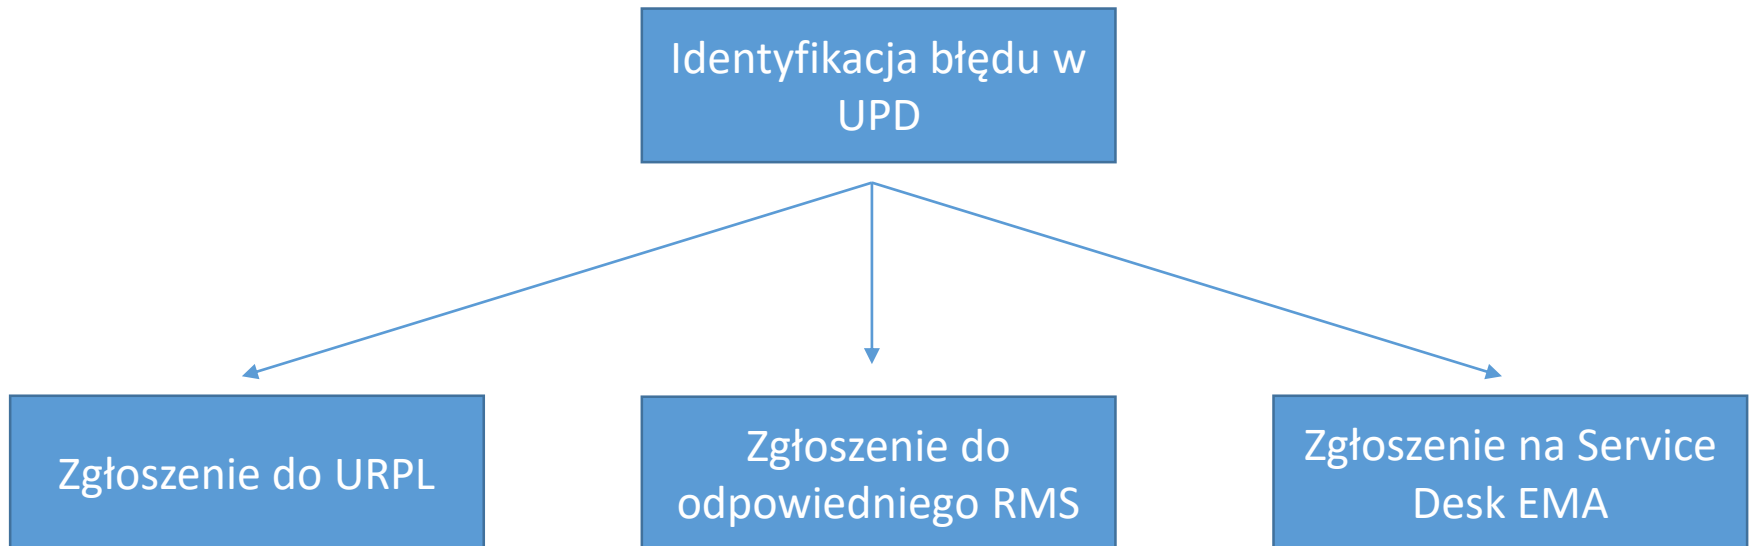 Identyfikacja błędu w
UPD
Zgłoszenie do URPL
Zgłoszenie do
odpowiedniego RMS
Zgłoszenie na Service
Desk EMA